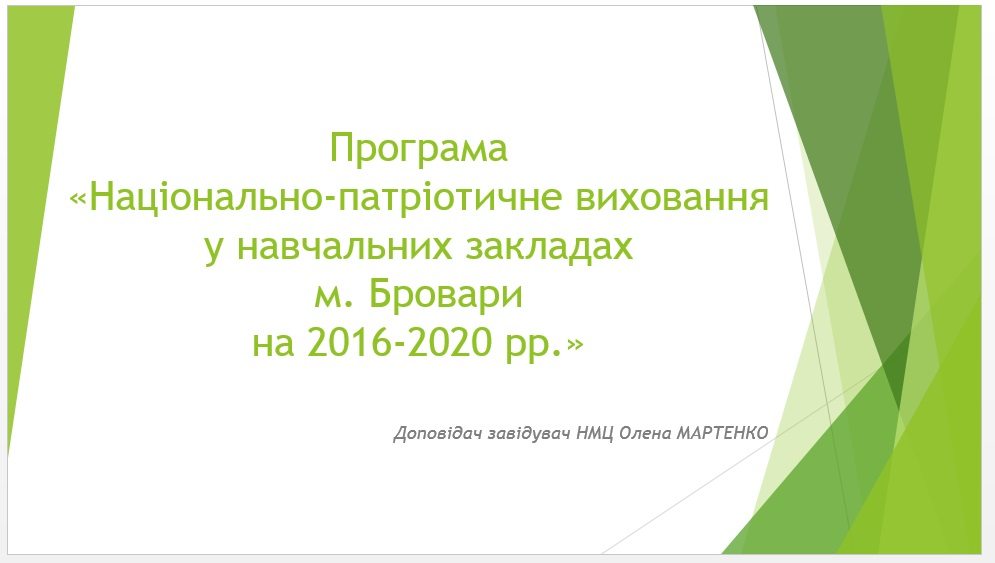 Програма
«Національно-патріотичне виховання
у навчальних закладах
м. Бровари
на 2016-2020 рр.»
Доповідач завідувач НМЦ Олена МАРТЕНКО